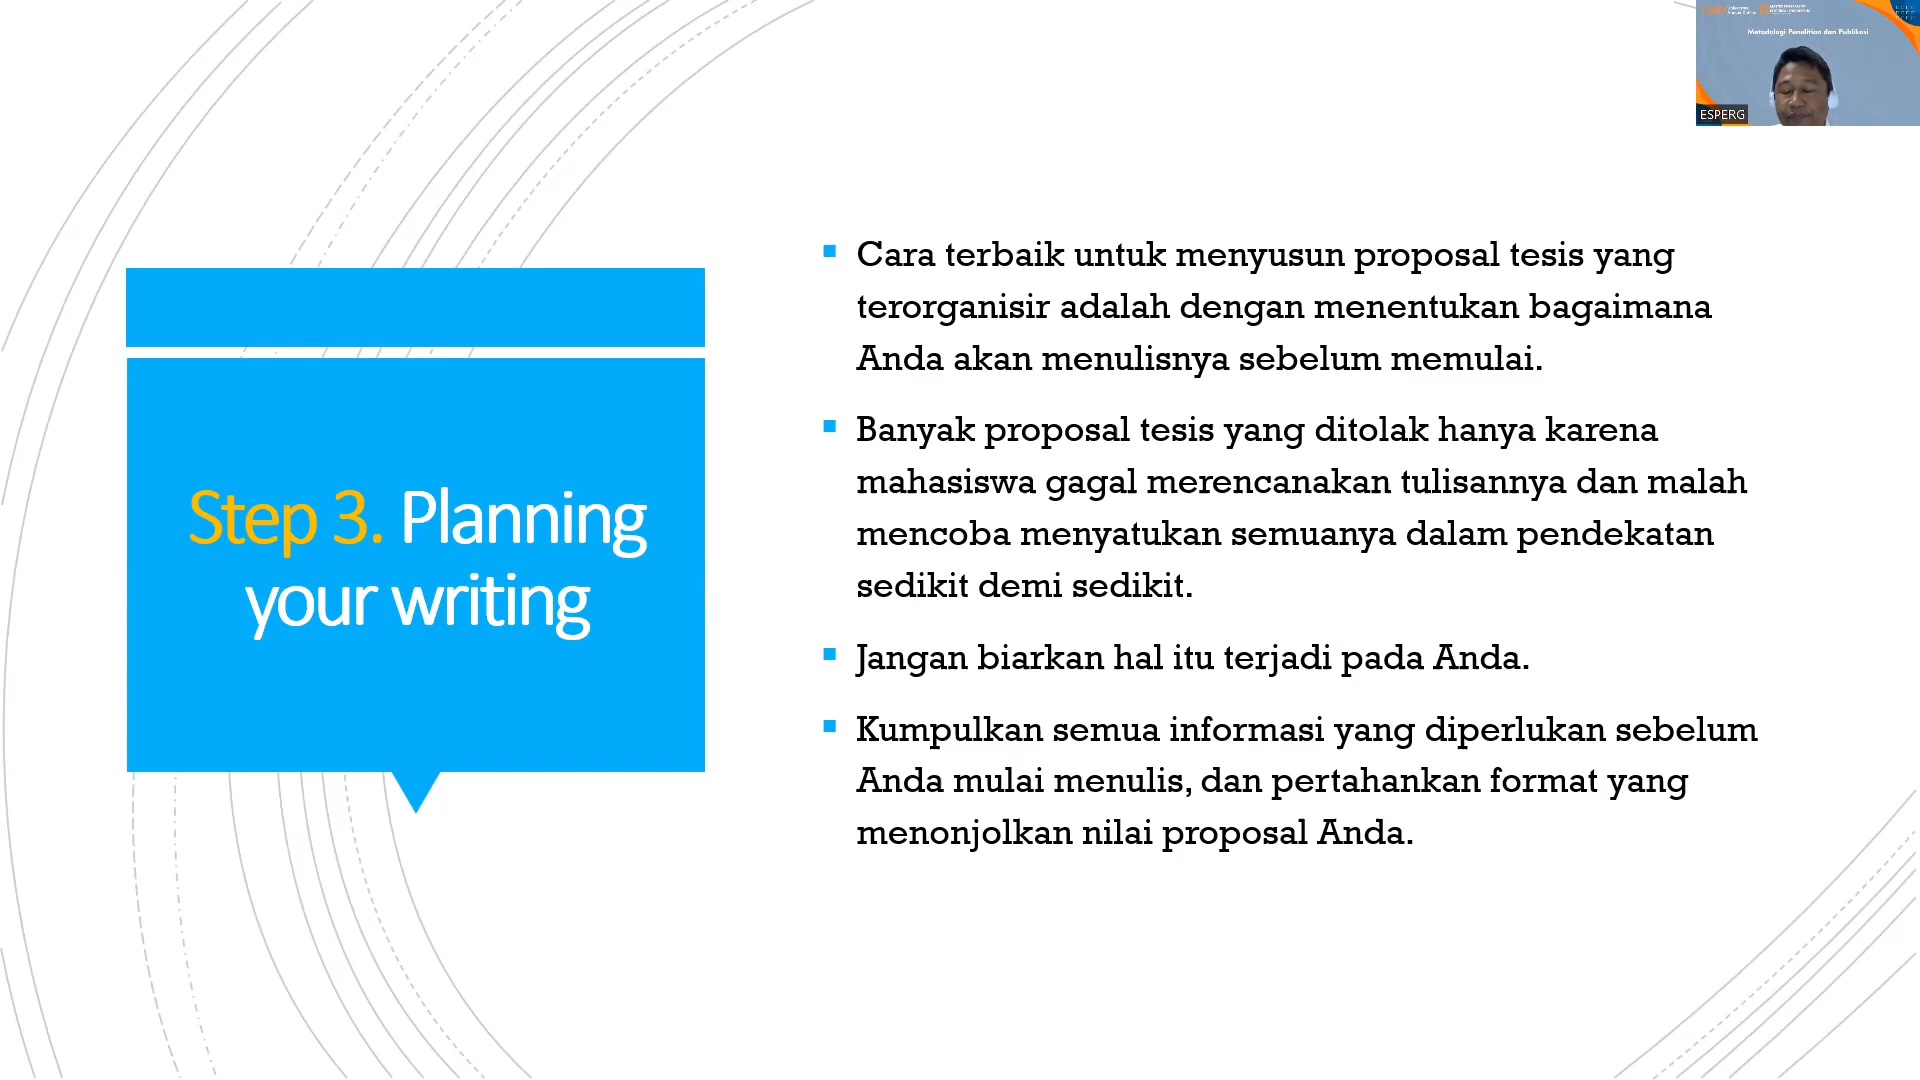 Metodologi Penelitian dan Publikasi
ESPERG
Step 3. Planning
your writing
Cara terbaik untuk menyusun proposal tesis yang
terorganisir adalah dengan menentukan bagaimana
Anda akan menulisnya sebelum memulai.
Banyak proposal tesis yang ditolak hanya karena
mahasiswa gagal merencanakan tulisannya dan malah
mencoba menyatukan semuanya dalam pendekatan
sedikit demi sedikit.
Jangan biarkan hal itu terjadi pada Anda.
Kumpulkan semua informasi yang diperlukan sebelum
Anda mulai menulis, dan pertahankan format yang
menonjolkan nilai proposal Anda.